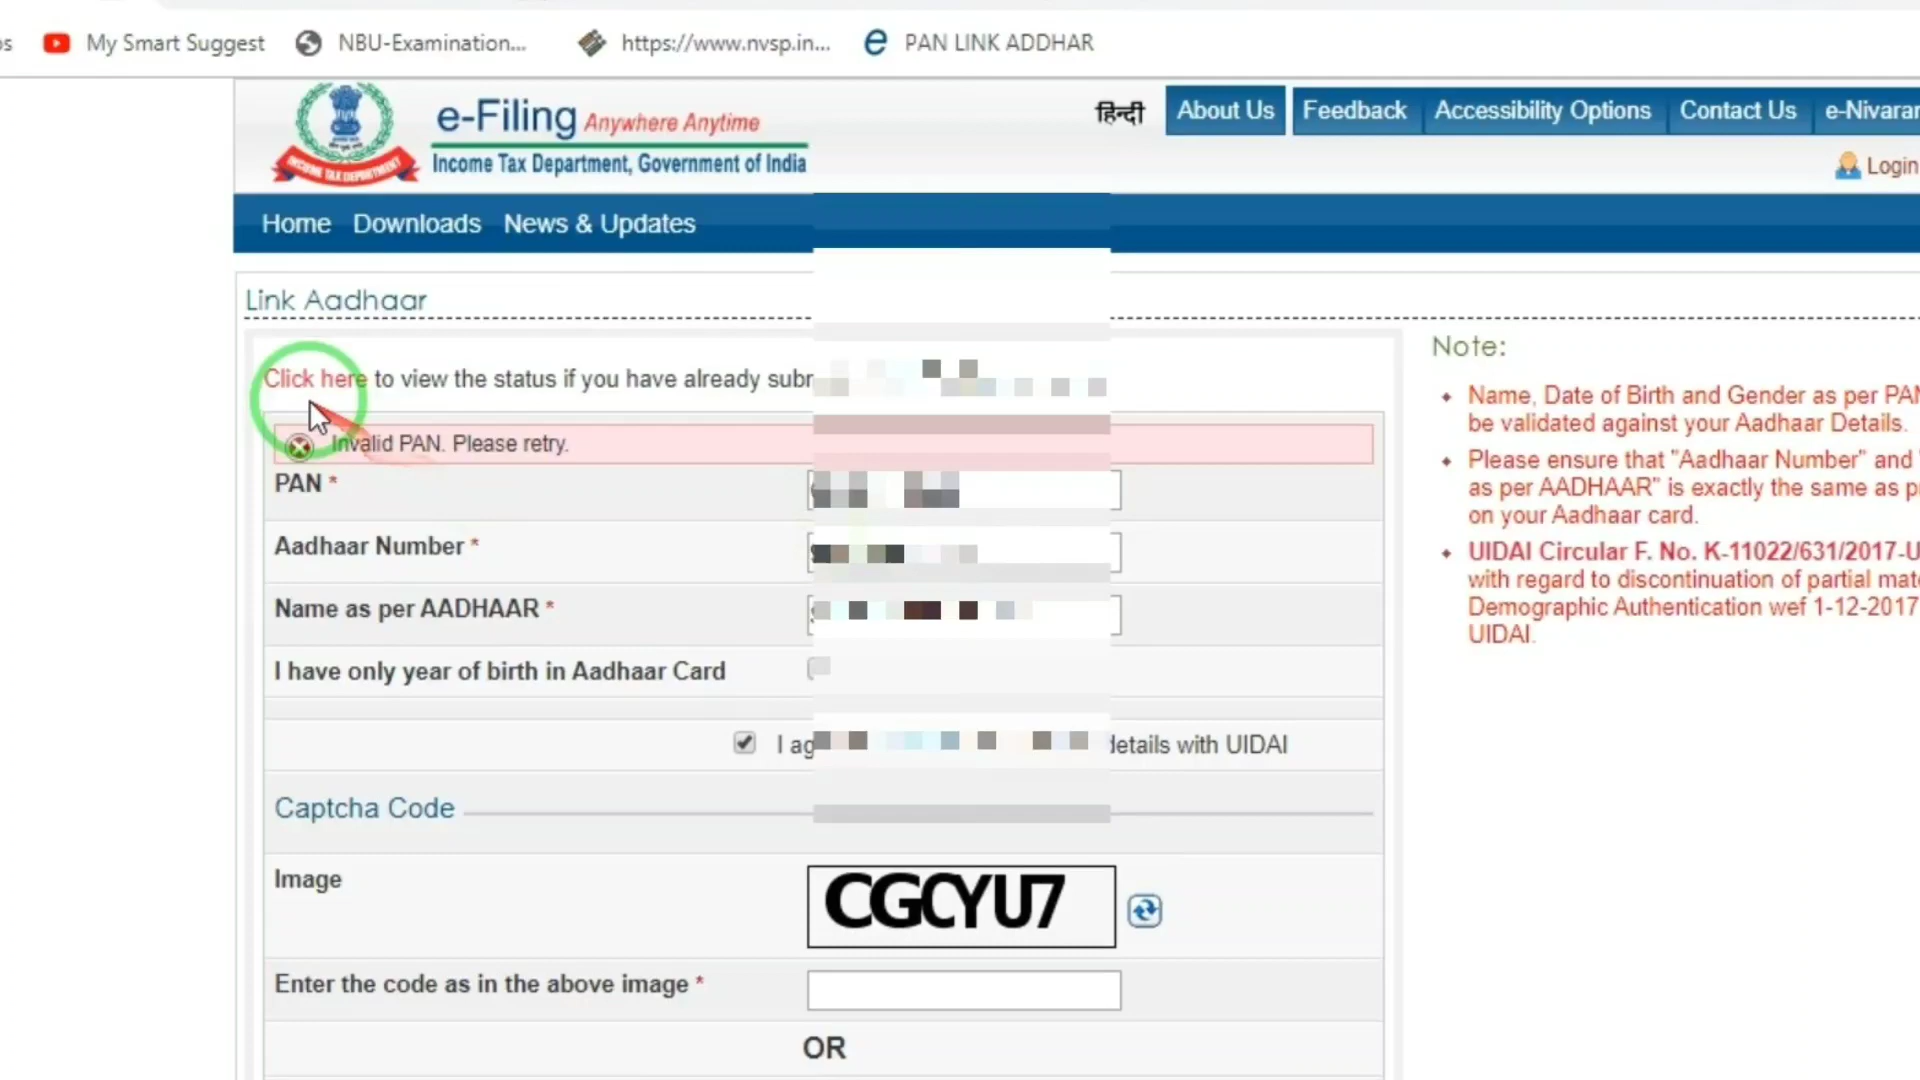 My Smart Suggest NBU-Examination... https://www.nvsp.in... PAN LINK ADDHAR
e-Filing Anywhere Anytime
Income Tax Department, Government of India
INCOME TAX DEPARTMENT
हिन्दी About Us Feedback Accessibility Options Contact Us e-Nivaran
Login
Home Downloads News & Updates
Link Aadhaar
Click here to view the status if you have already
Invalid PAN. Please retry.
PAN *
Aadhaar Number *
Name as per AADHAAR *
I have only year of birth in Aadhaar Card
I details with UIDAI
Captcha Code
Image
CGCYU7
Enter the code as in the above image *
OR
Note:
Name, Date of Birth and Gender as per PAN
be validated against your Aadhaar Details.
Please ensure that "Aadhaar Number" and
as per AADHAAR" is exactly the same as
on your Aadhaar card.
UIDAI Circular F. No. K-11022/631/2017-
with regard to discontinuation of partial
Demographic Authentication wef 1-12-2017
UIDAI.